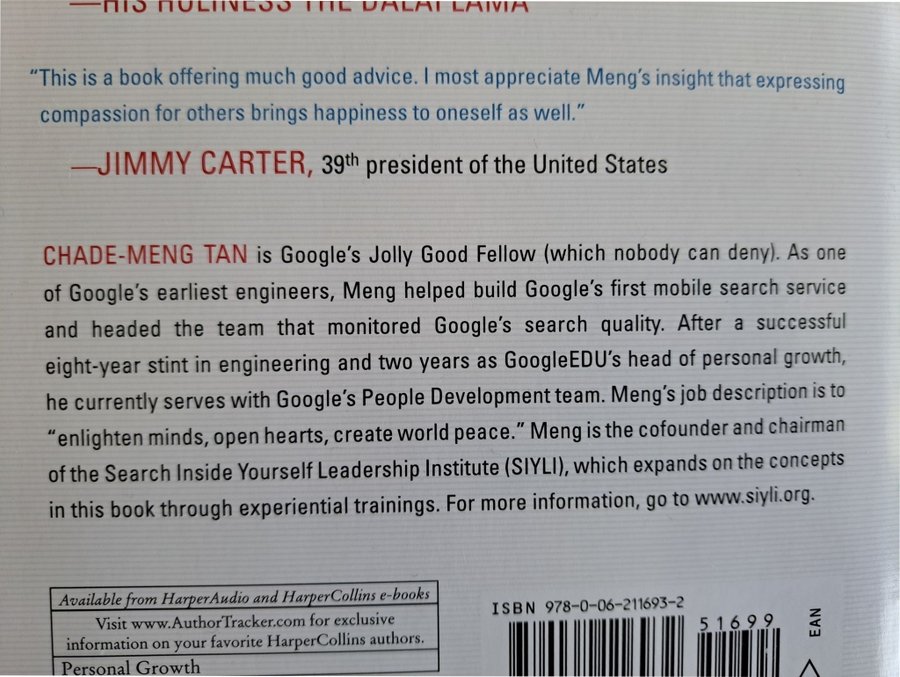 —HIS HOLINESS THE DALAI LAMA
“This is a book offering much good advice. I most appreciate Meng’s insight that expressing
compassion for others brings happiness to oneself as well.”
—JIMMY CARTER, 39th president of the United States
CHADE-MENG TAN is Google’s Jolly Good Fellow (which nobody can deny). As one
of Google’s earliest engineers, Meng helped build Google’s first mobile search service
and headed the team that monitored Google’s search quality. After a successful
eight-year stint in engineering and two years as GoogleEDU’s head of personal growth,
he currently serves with Google’s People Development team. Meng’s job description is to
“enlighten minds, open hearts, create world peace.” Meng is the cofounder and chairman
of the Search Inside Yourself Leadership Institute (SIYLI), which expands on the concepts
in this book through experiential trainings. For more information, go to www.siyli.org.
Available from HarperAudio and HarperCollins e-books
Visit www.AuthorTracker.com for exclusive
information on your favorite HarperCollins authors.
Personal Growth
ISBN 978-0-06-211693-2
51699
EAN